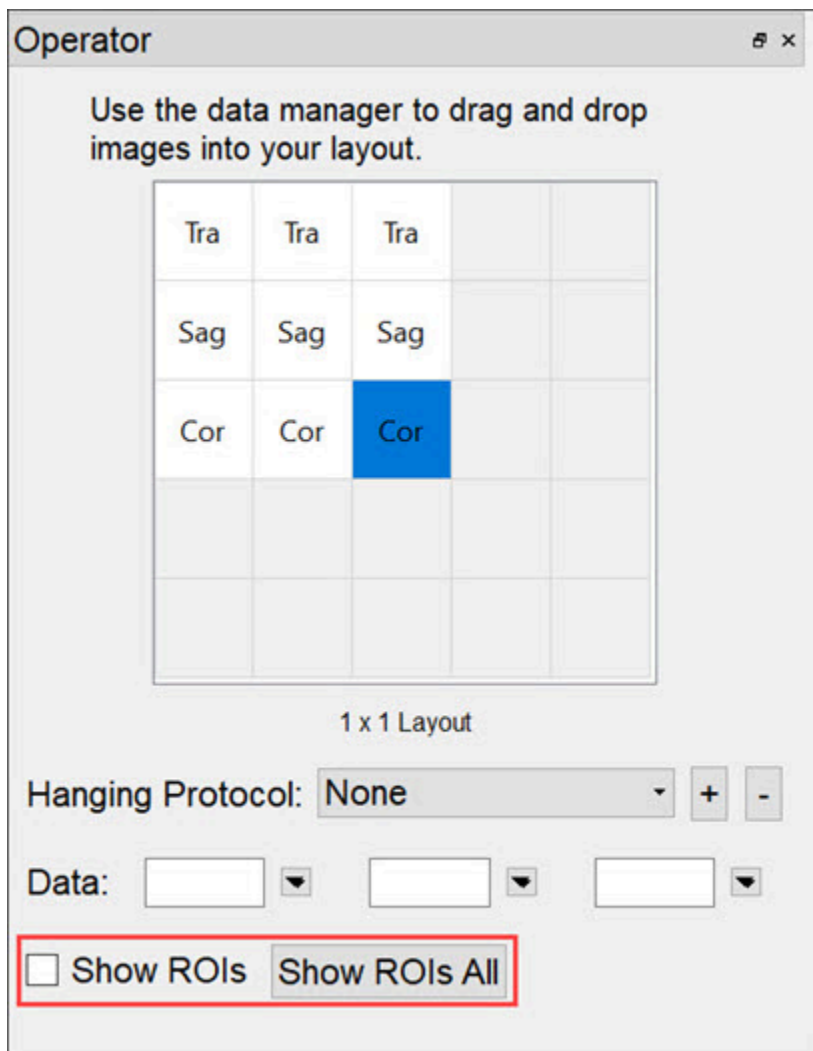 Operator
Use the data manager to drag and drop
images into your layout.
Tra Tra Tra
Sag Sag Sag
Cor Cor Cor
1 x 1 Layout
Hanging Protocol: None + -
Data:
Show ROIs Show ROIs All